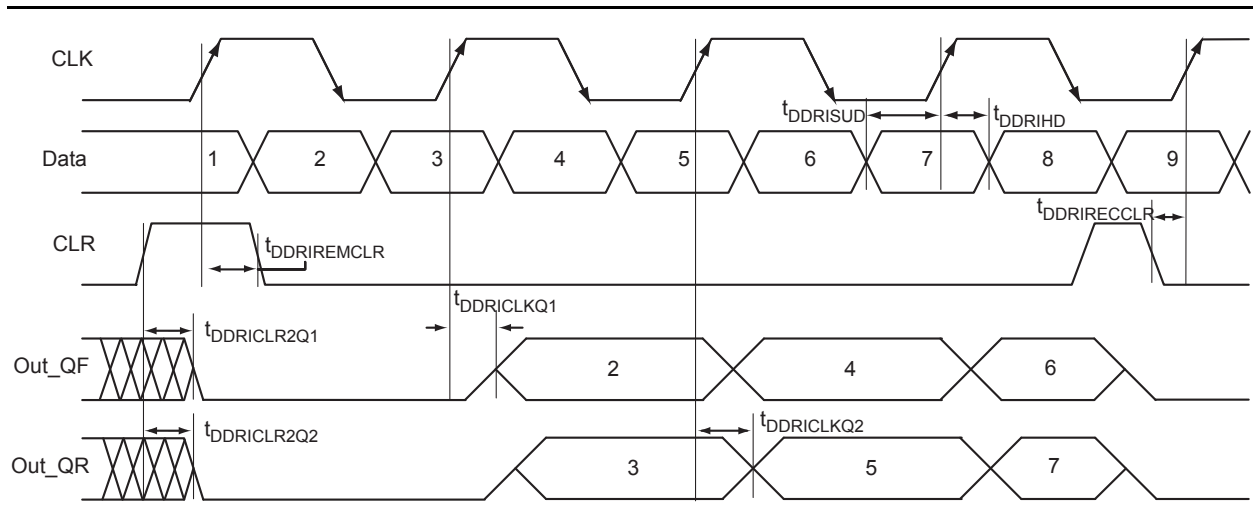 CLK
tDDRISUD
tDDRIHD
Data
1 2 3 4 5 6 7 8 9
tDDRIRECCLR
CLR
tDDRIREMCLR
tDDRICLKQ1
tDDRICLR2Q1
Out_QF
2 4 6
tDDRICLR2Q2
tDDRICLKQ2
Out_QR
3 5 7